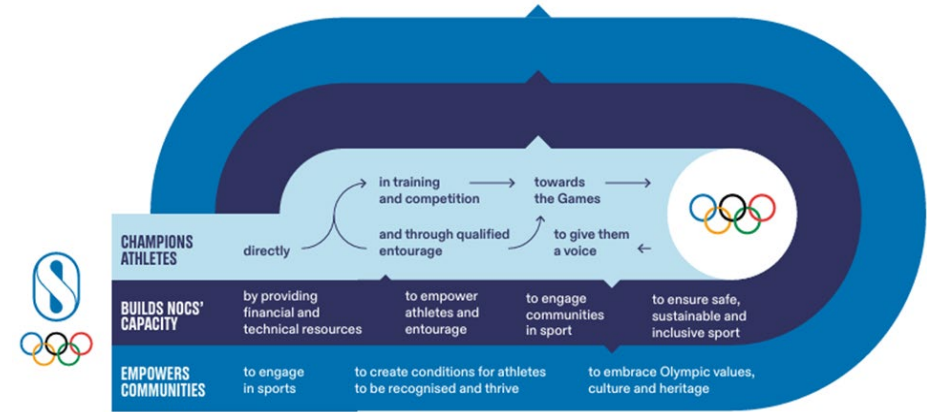 in training
and competition
towards
the Games
CHAMPIONS
ATHLETES
directly
and through qualified
entourage
to give them
a voice
BUILDS NOCS'
CAPACITY
by providing
financial and
technical resources
to empower
athletes and
entourage
to engage
communities
in sport
to ensure safe,
sustainable and
inclusive sport
EMPOWERS
COMMUNITIES
to engage
in sports
to create conditions for athletes
to be recognised and thrive
to embrace Olympic values,
culture and heritage